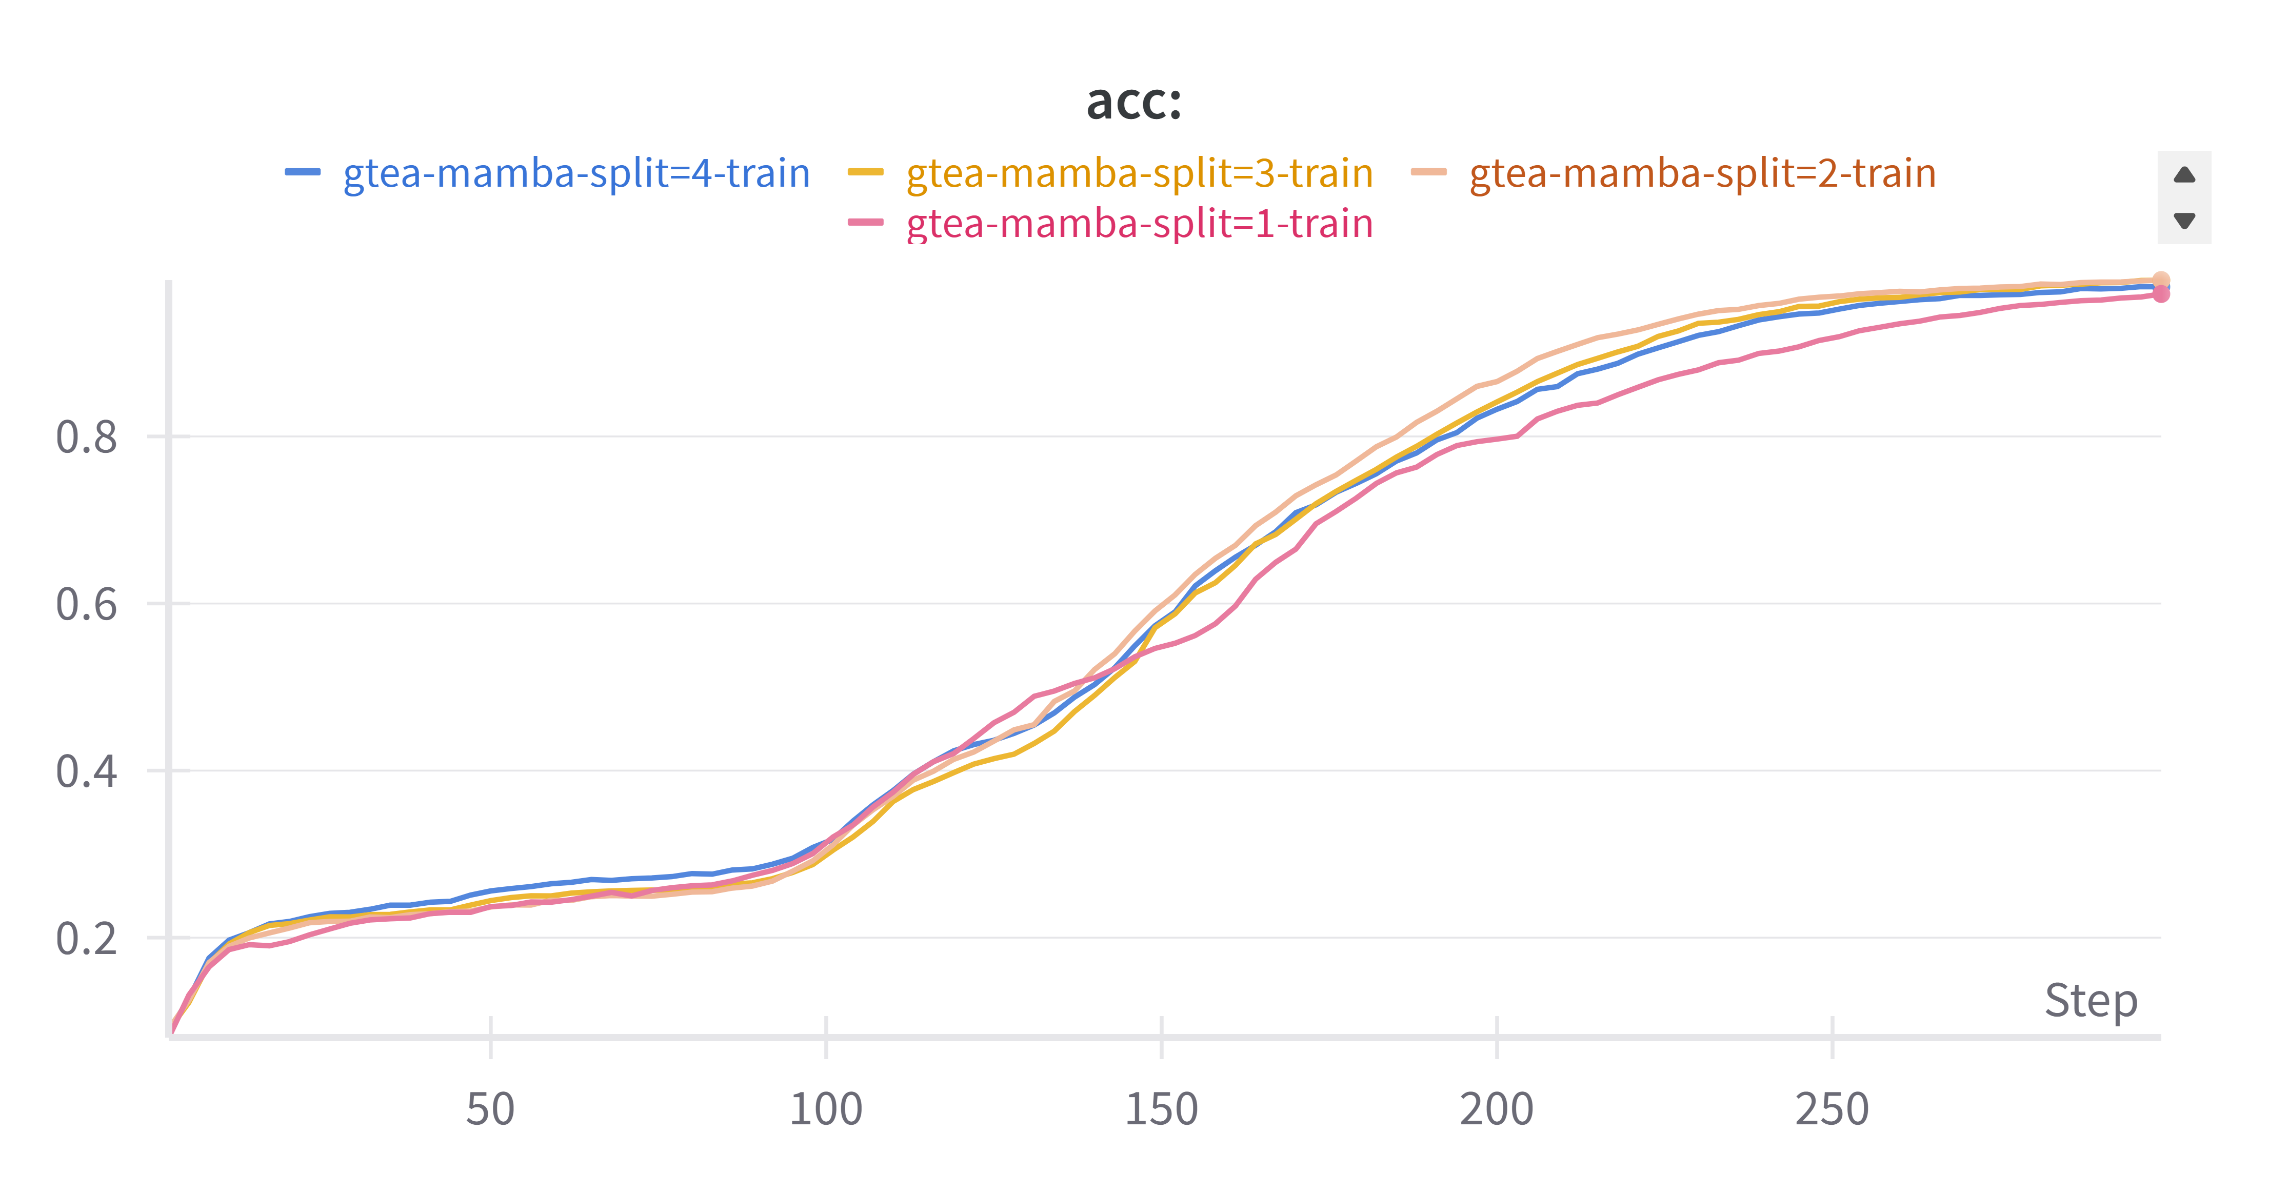 acc:
gtea-mamba-split=4-train gtea-mamba-split=3-train gtea-mamba-split=2-train
gtea-mamba-split=1-train
0.8
0.6
0.4
0.2
Step
50 100 150 200 250